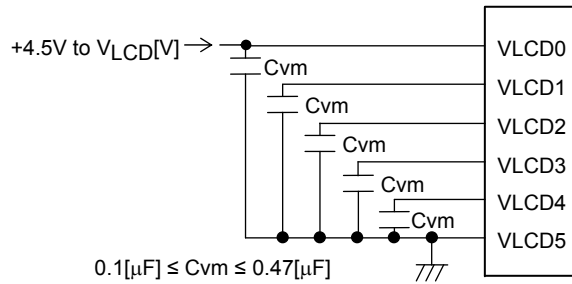 +4.5V to VLCD[V]
VLCD0
Cvm
VLCD1
Cvm
VLCD2
Cvm
VLCD3
Cvm
VLCD4
Cvm
VLCD5
0.1[μF] ≤ Cvm ≤ 0.47[μF]